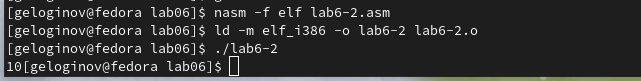 [geloginov@fedora lab06]$ nasm -f elf lab6-2.asm
[geloginov@fedora lab06]$ ld -m elf_i386 -o lab6-2 lab6-2.o
[geloginov@fedora lab06]$ ./lab6-2
10[geloginov@fedora lab06]$